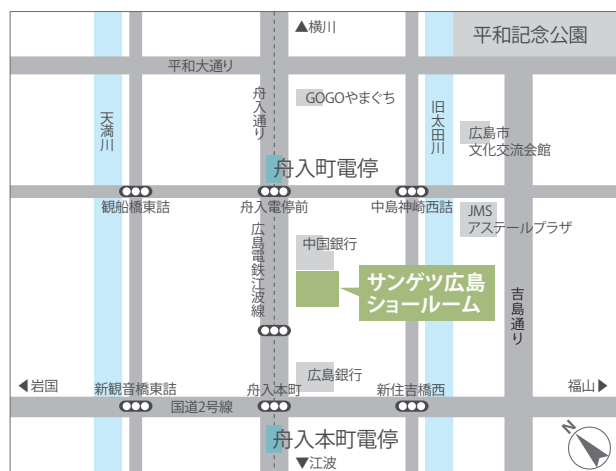 ▲横川
平和記念公園
平和大通り
舟入通り
GOGOやまぐち
天満川
旧太田川
広島市
文化交流会館
舟入町電停
観船橋東詰
舟入電停前
中島神崎西詰
JMS
アステールプラザ
広島電鉄江波線
中国銀行
サンゲツ広島
ショールーム
吉島通り
広島銀行
◀岩国
新観音橋東詰
舟入本町
新住吉橋西
福山▶
国道2号線
舟入本町電停
▼江波
N